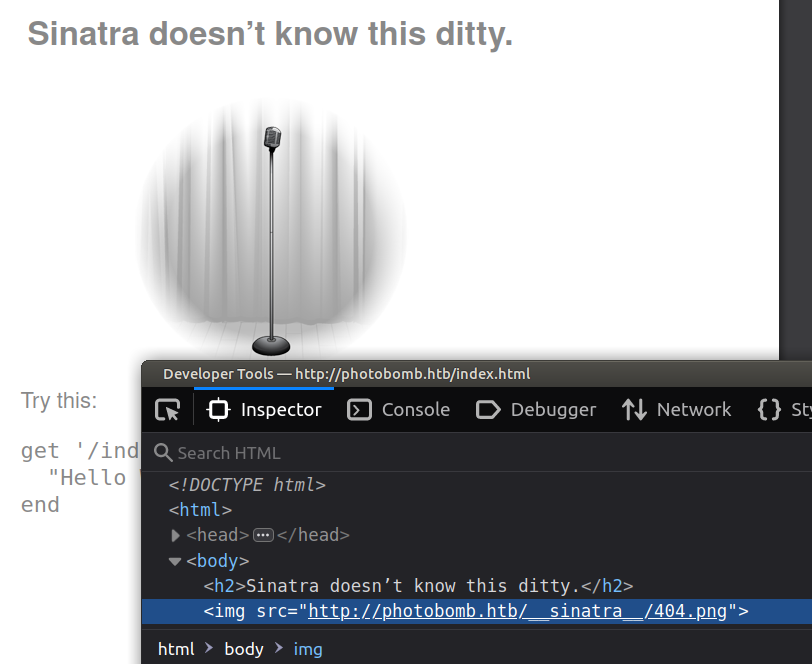 Sinatra doesn’t know this ditty.
Try this:
get '/ind
"Hello
end
Developer Tools — http://photobomb.htb/index.html
Inspector Console Debugger Network {} Sty
Search HTML
<!DOCTYPE html>
<html>
<head>•••</head>
<body>
<h2>Sinatra doesn’t know this ditty.</h2>
<img src="http://photobomb.htb/__sinatra__/404.png">
html > body > img